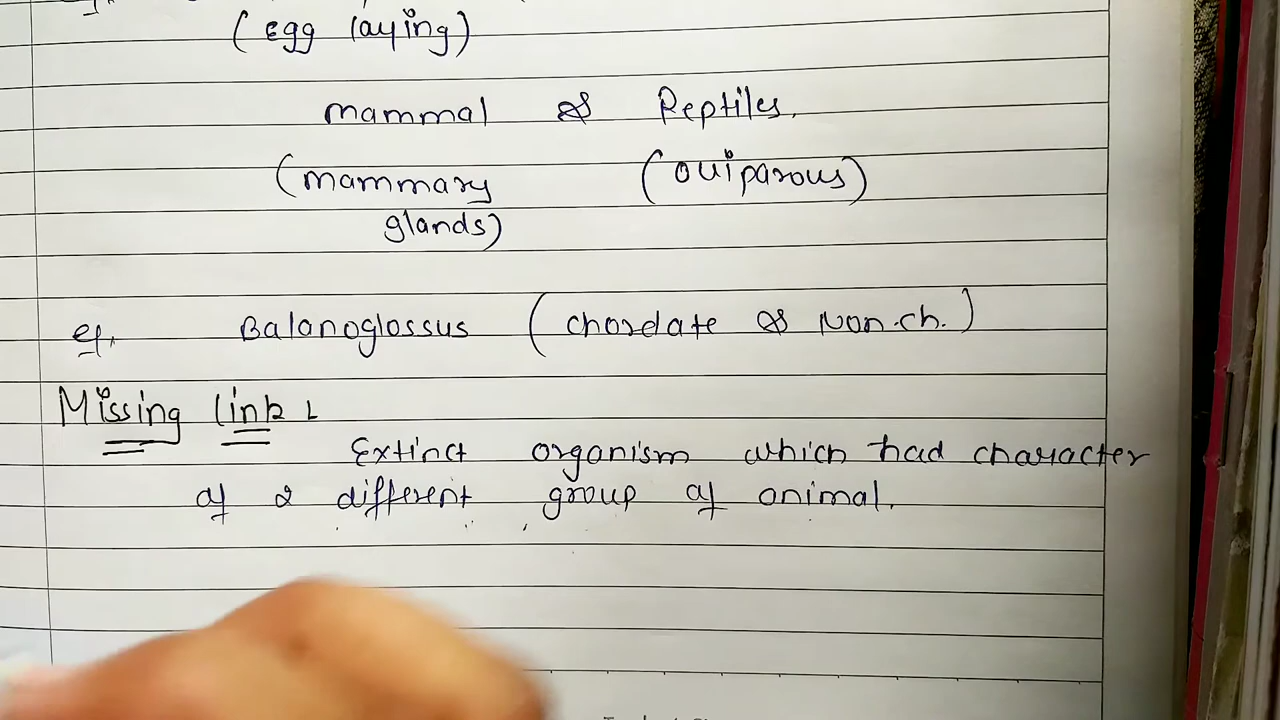 (Egg laying)
mammal & Reptiles.
(mammary (oviparous)
glands)
eg. Balanoglossus (chordate & Non-ch.)
Missing link :
Extinct organism which had character
of 2 different group of animal.